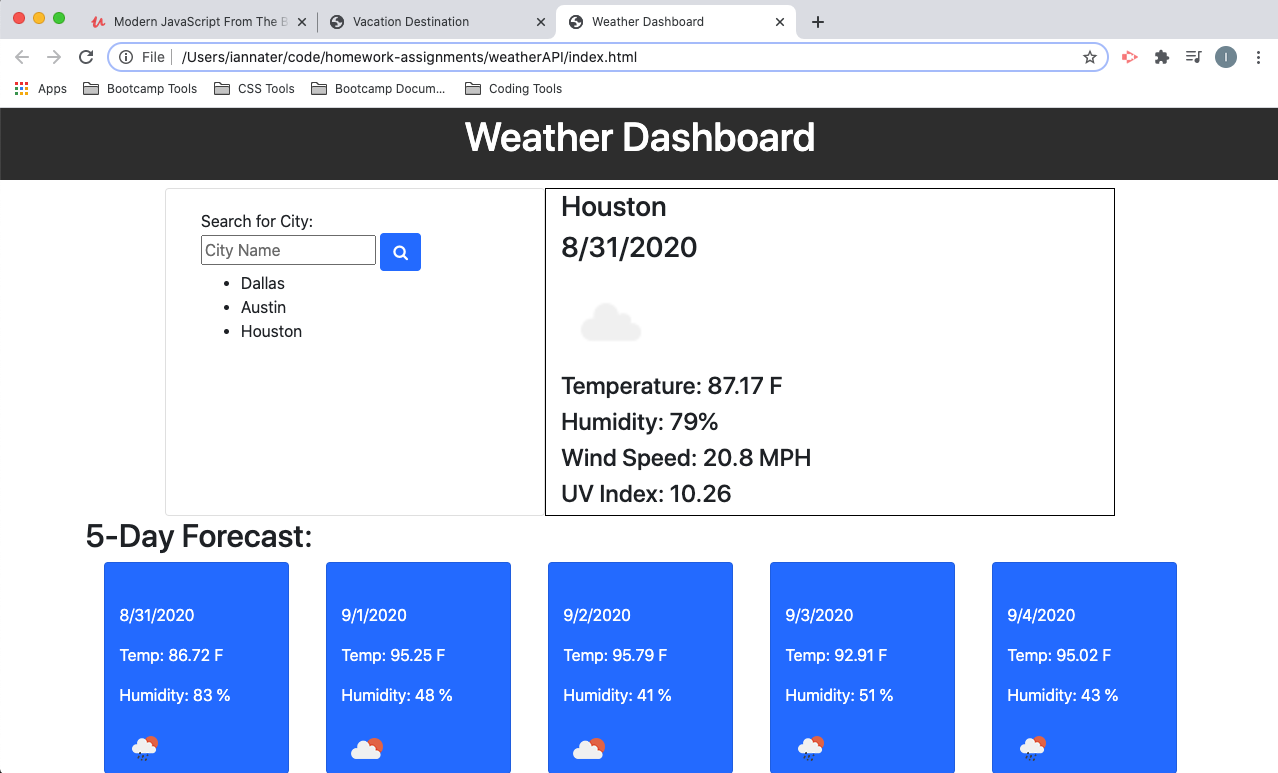 Modern JavaScript From The B
Vacation Destination
Weather Dashboard
File /Users/iannater/code/homework-assignments/weatherAPI/index.html
I
Apps Bootcamp Tools CSS Tools Bootcamp Docum... Coding Tools
Weather Dashboard
Search for City:
City Name
Dallas
Austin
Houston
Houston
8/31/2020
Temperature: 87.17 F
Humidity: 79%
Wind Speed: 20.8 MPH
UV Index: 10.26
5-Day Forecast:
8/31/2020
Temp: 86.72 F
Humidity: 83 %
9/1/2020
Temp: 95.25 F
Humidity: 48 %
9/2/2020
Temp: 95.79 F
Humidity: 41 %
9/3/2020
Temp: 92.91 F
Humidity: 51 %
9/4/2020
Temp: 95.02 F
Humidity: 43 %